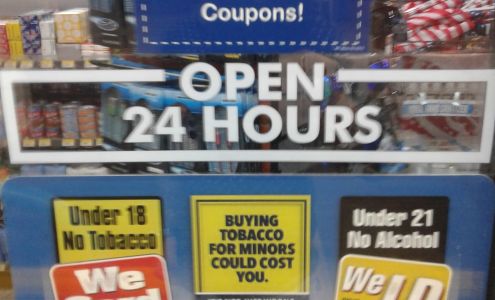 Coupons!
OPEN
24 HOURS
Under 18
No Tobacco
We
Card
BUYING
TOBACCO
FOR MINORS
COULD COST
YOU.
Under 21
No Alcohol
We I.D.